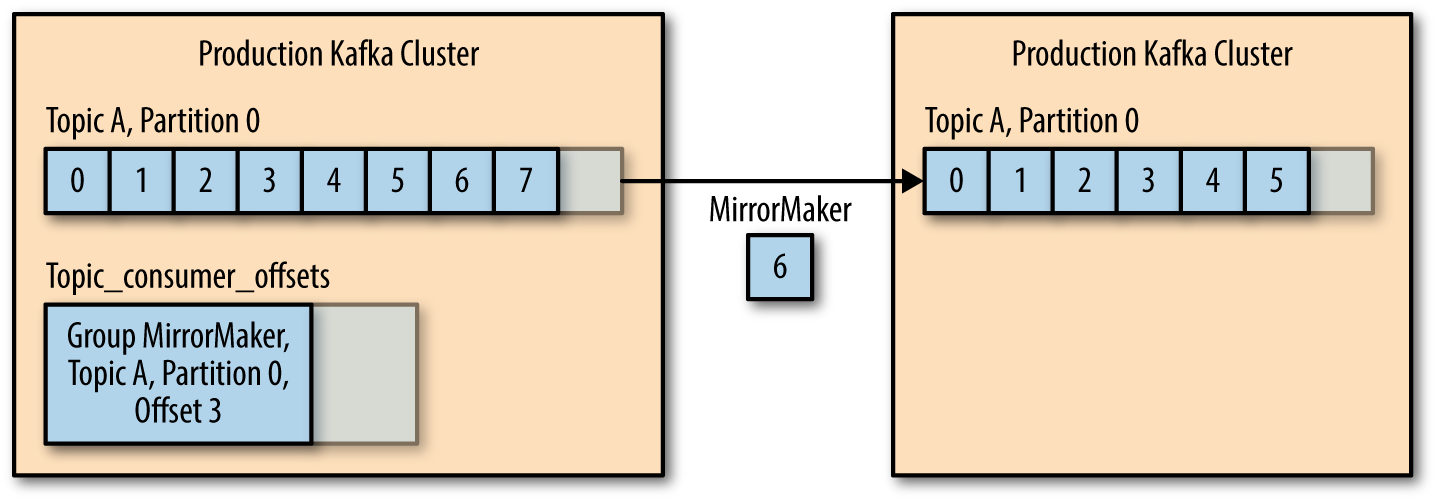 Production Kafka Cluster
Topic A, Partition 0
0 1 2 3 4 5 6 7
Topic_consumer_offsets
Group MirrorMaker,
Topic A, Partition 0,
Offset 3
MirrorMaker
6
Production Kafka Cluster
Topic A, Partition 0
0 1 2 3 4 5